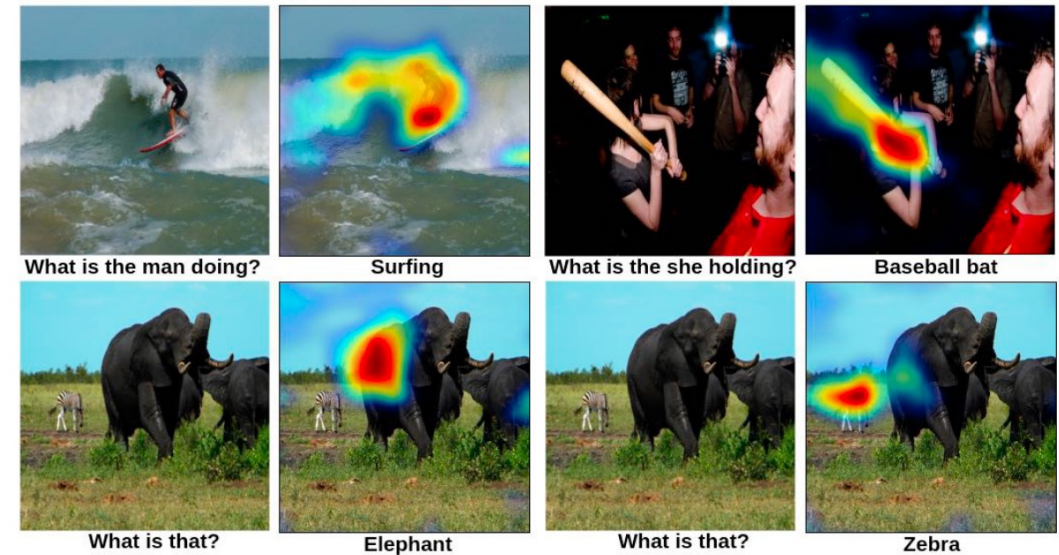 What is the man doing?
Surfing
What is the she holding?
Baseball bat
What is that?
Elephant
What is that?
Zebra